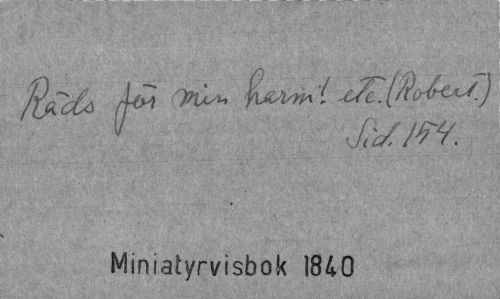 Räds för min harm! etc. (Robert.)
Sid. 154.
Miniatyrvisbok 1840